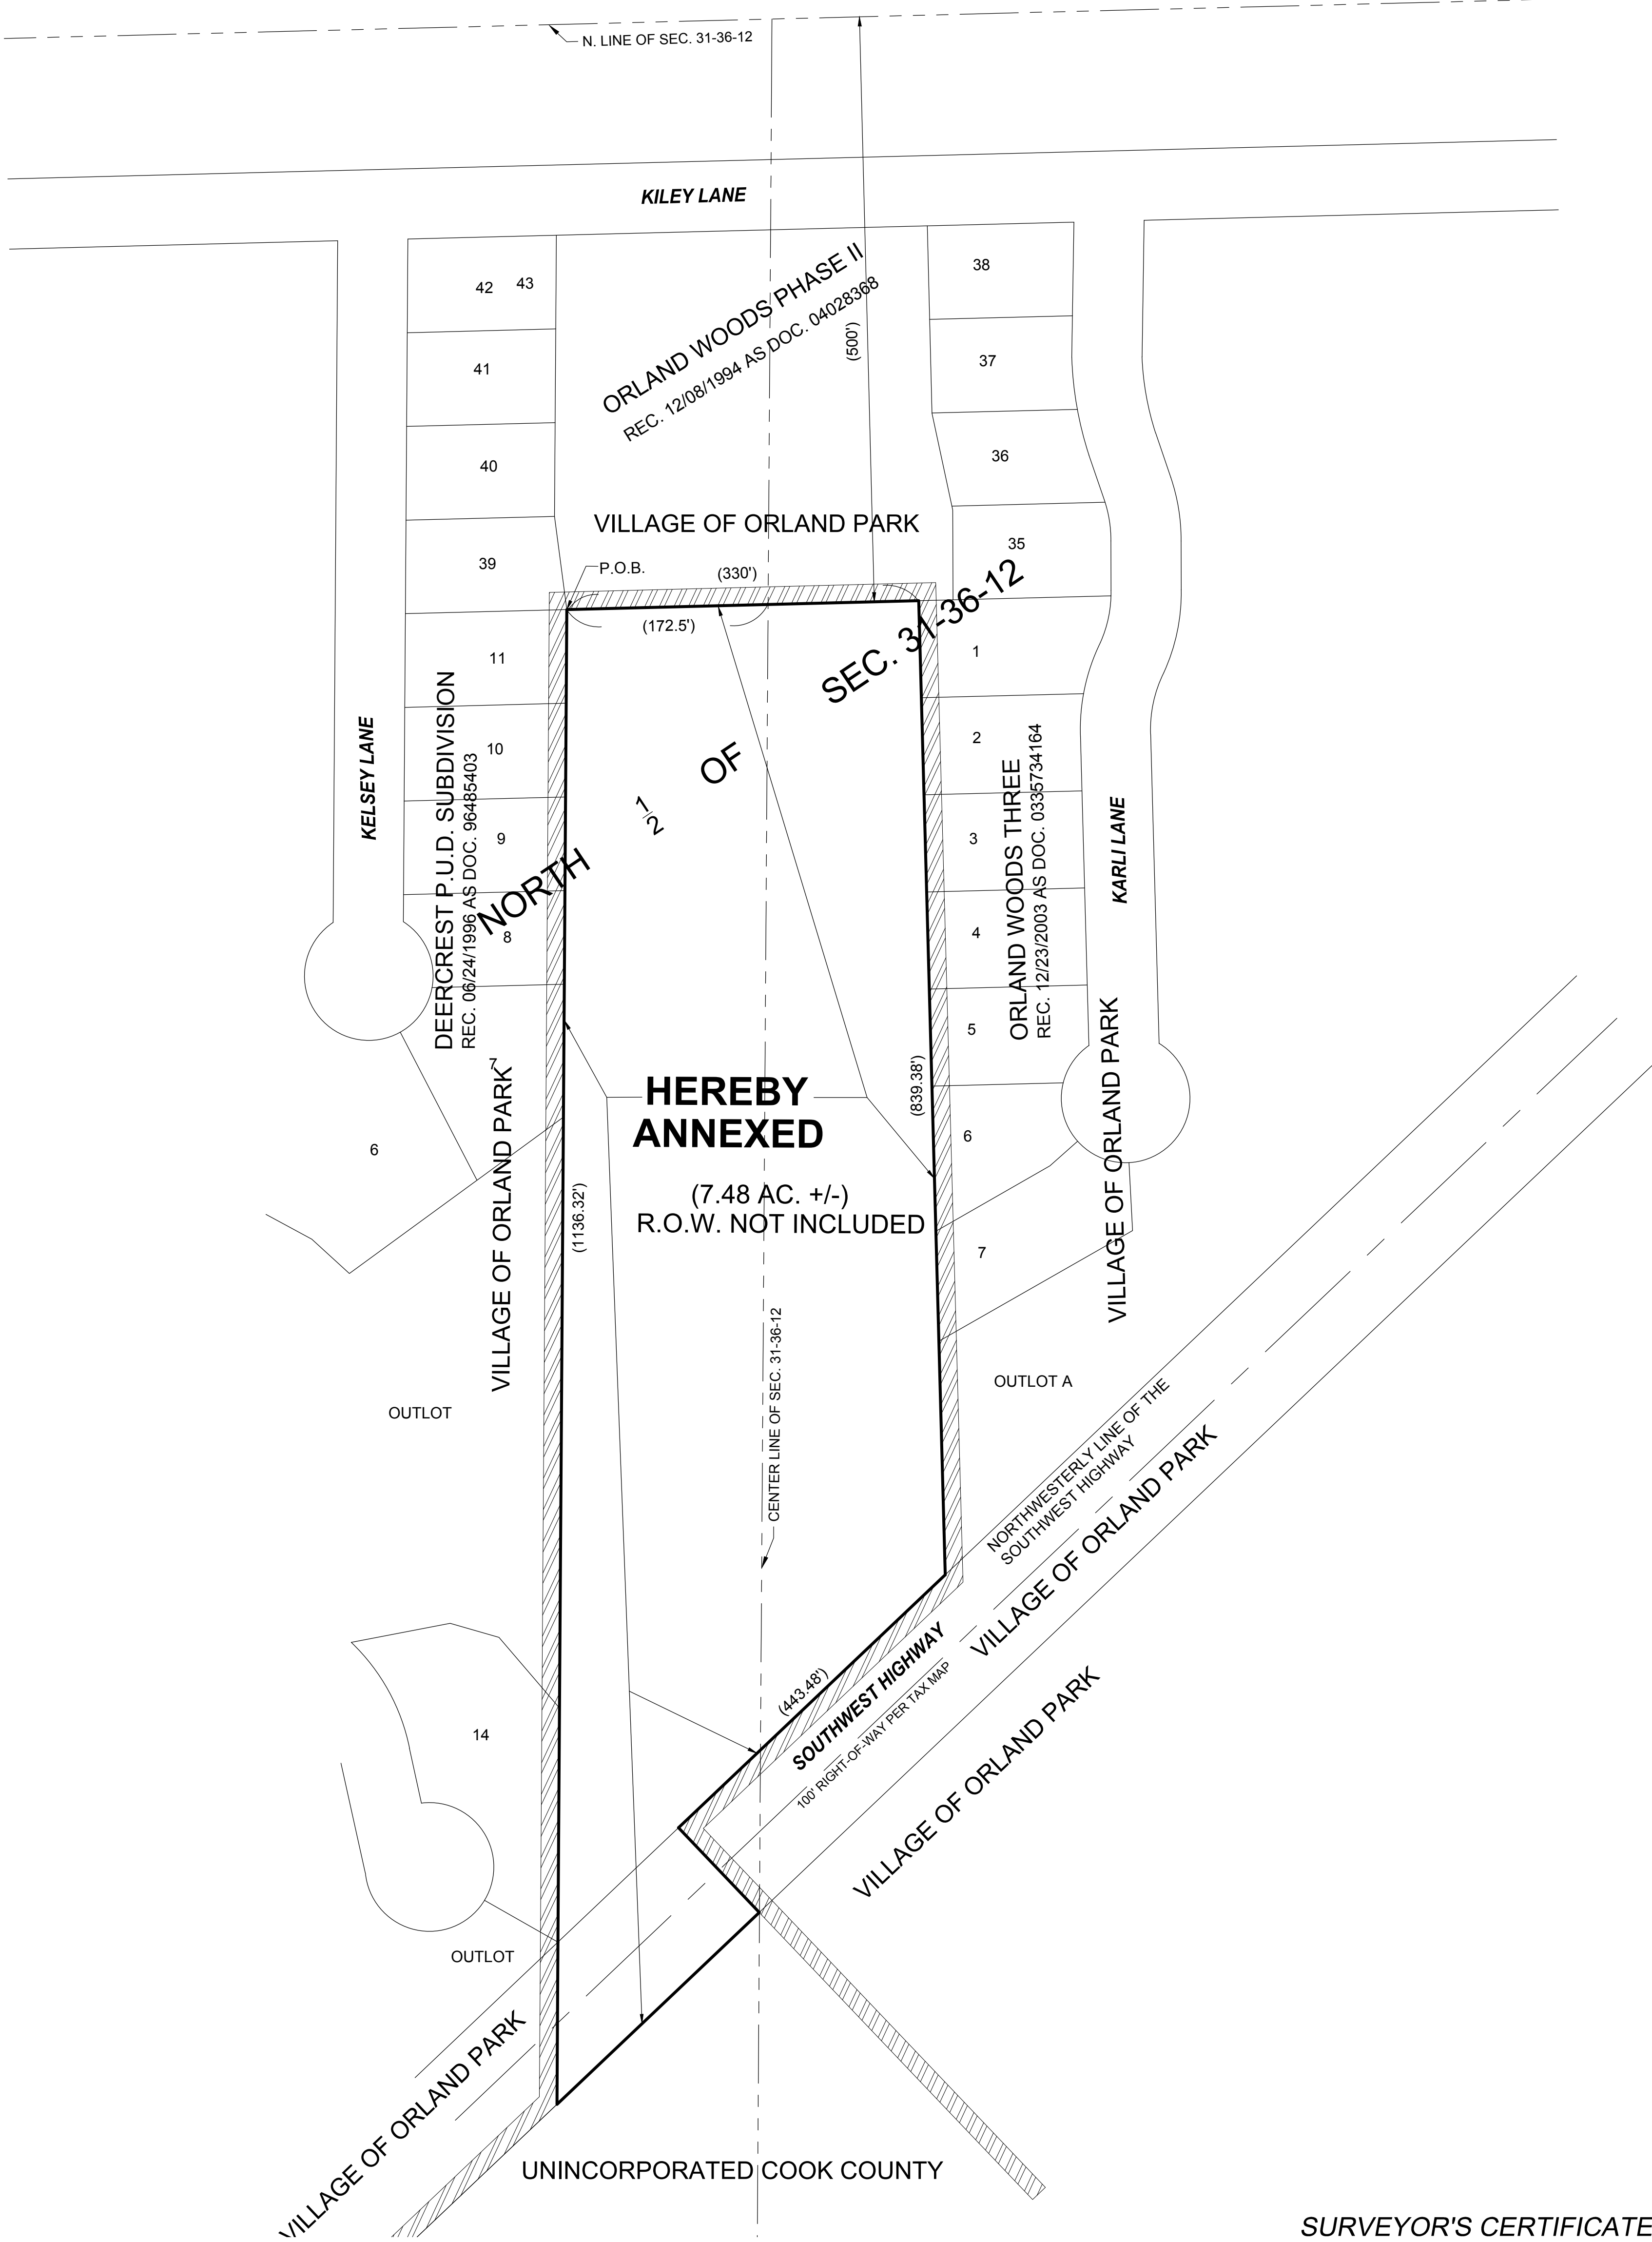 N. LINE OF SEC. 31-36-12
KILEY LANE
42 43
38
ORLAND WOODS PHASE II
REC. 12/08/1994 AS DOC. 04028368
(500')
41
37
40
36
VILLAGE OF ORLAND PARK
35
39
P.O.B.
(330')
(172.5')
NORTH
1
2
OF
SEC. 31-36-12
11
1
10
2
9
3
8
4
7
5
6
6
7
KELSEY LANE
DEERCREST P.U.D. SUBDIVISION
REC. 06/24/1996 AS DOC. 96485403
VILLAGE OF ORLAND PARK
ORLAND WOODS THREE
REC. 12/23/2003 AS DOC. 0335734164
KARLI LANE
VILLAGE OF ORLAND PARK
(839.38')
HEREBY
ANNEXED
(7.48 AC. +/-)
R.O.W. NOT INCLUDED
(1136.32')
CENTER LINE OF SEC. 31-36-12
OUTLOT
OUTLOT A
NORTHWESTERLY LINE OF THE
SOUTHWEST HIGHWAY
VILLAGE OF ORLAND PARK
(443.48')
SOUTHWEST HIGHWAY
100' RIGHT-OF-WAY PER TAX MAP
VILLAGE OF ORLAND PARK
14
OUTLOT
VILLAGE OF ORLAND PARK
UNINCORPORATED COOK COUNTY
SURVEYOR'S CERTIFICATE